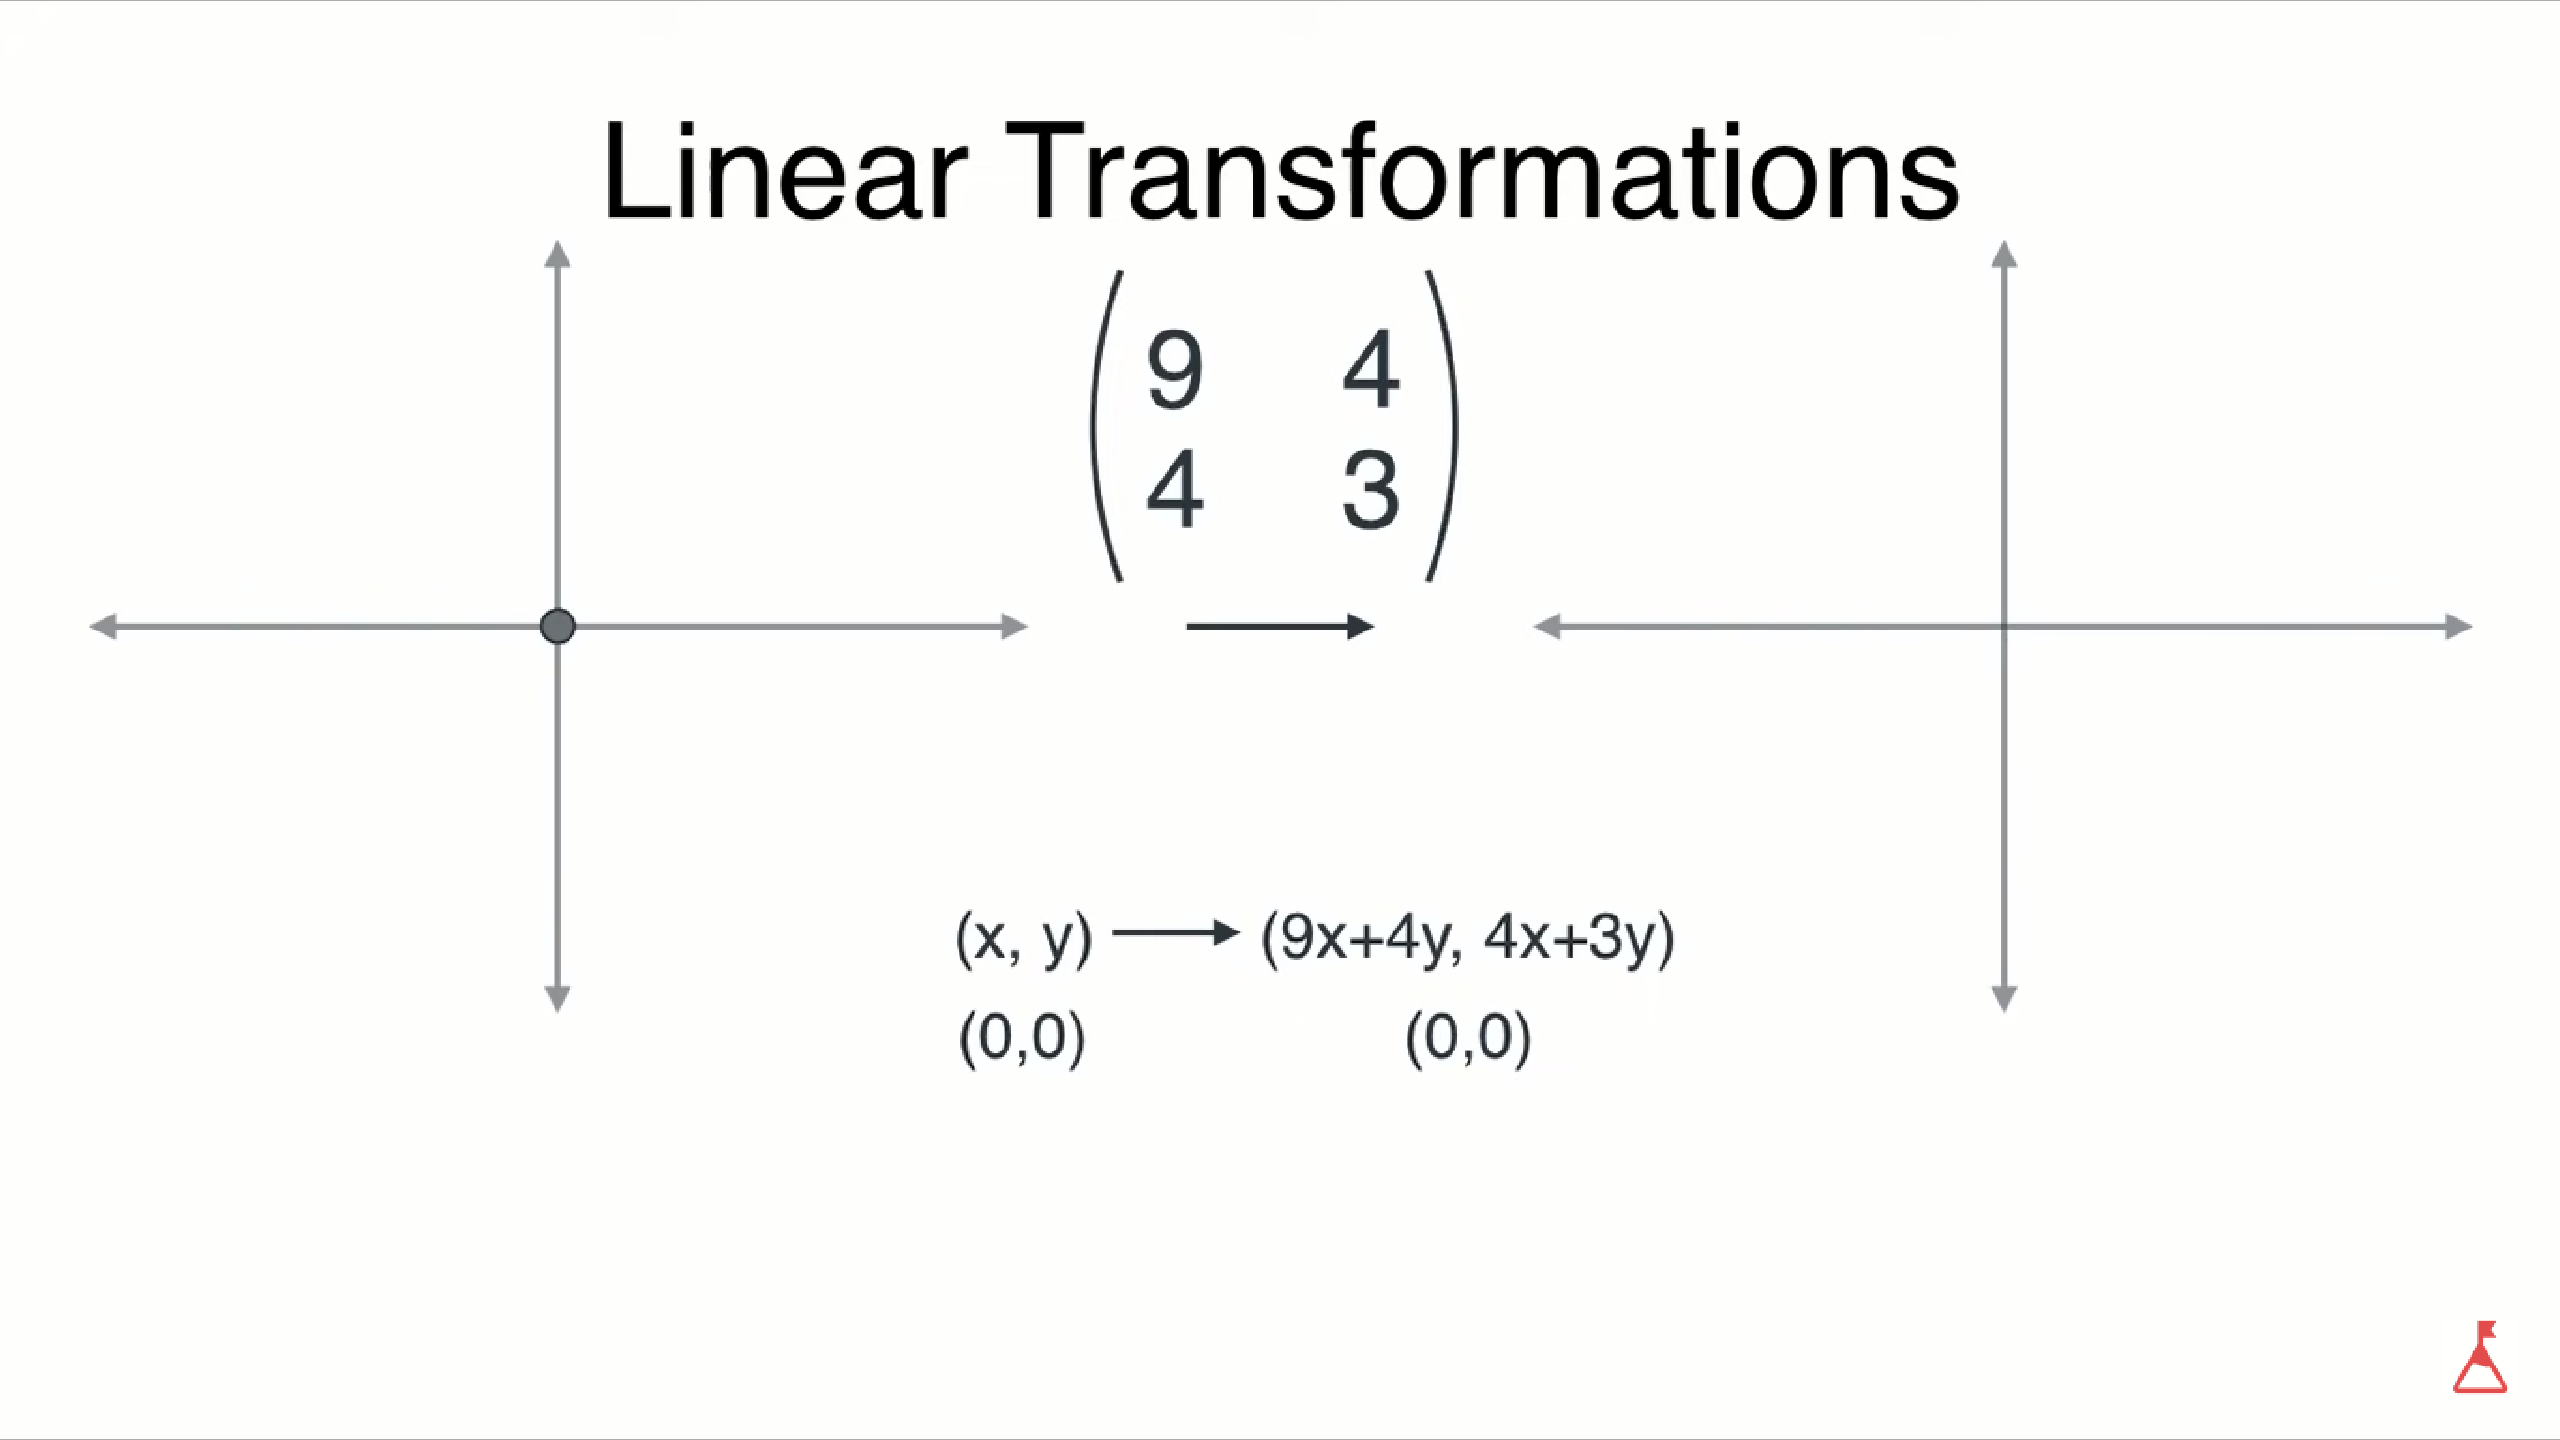 Linear Transformations
9 4
4 3
(x, y) → (9x+4y, 4x+3y)
(0,0) (0,0)